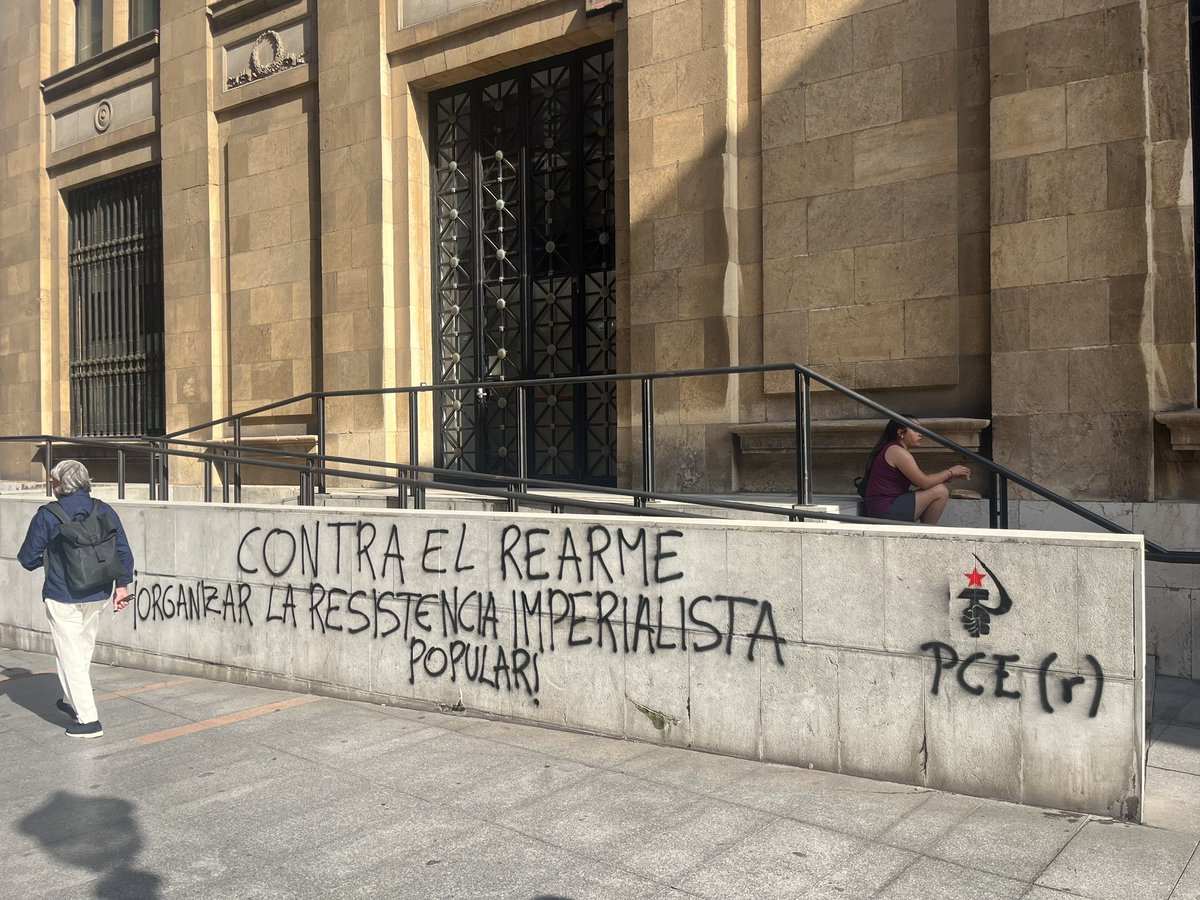 CONTRA EL REARME
¡ORGANIZAR LA RESISTENCIA IMPERIALISTA
POPULAR!
PCE (r)